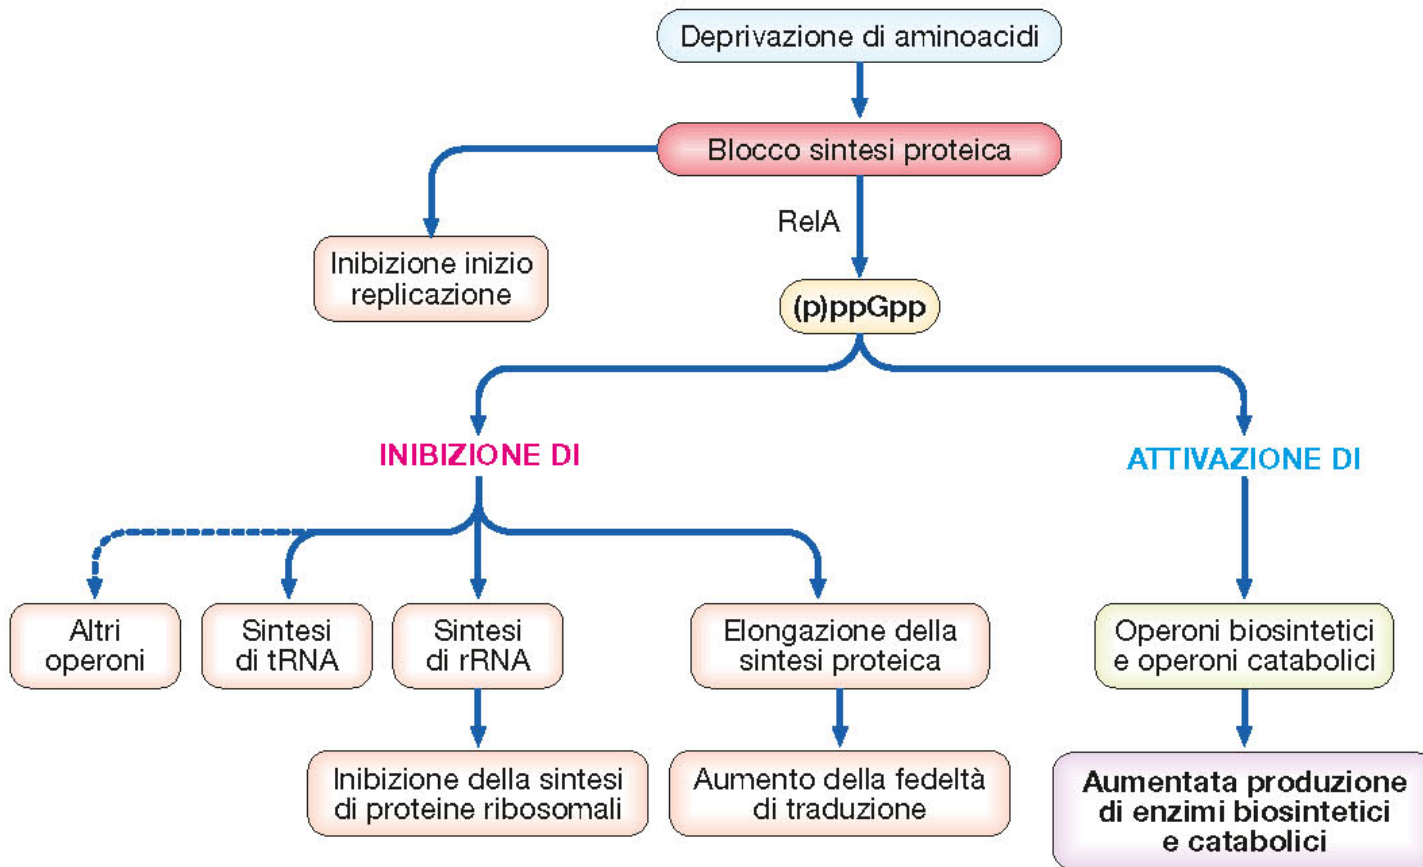 Deprivazione di aminoacidi
Blocco sintesi proteica
RelA
Inibizione inizio
replicazione
(p)ppGpp
INIBIZIONE DI
ATTIVAZIONE DI
Altri
operoni
Sintesi
di tRNA
Sintesi
di rRNA
Elongazione della
sintesi proteica
Operoni biosintetici
e operoni catabolici
Inibizione della sintesi
di proteine ribosomali
Aumento della fedeltà
di traduzione
Aumentata produzione
di enzimi biosintetici
e catabolici